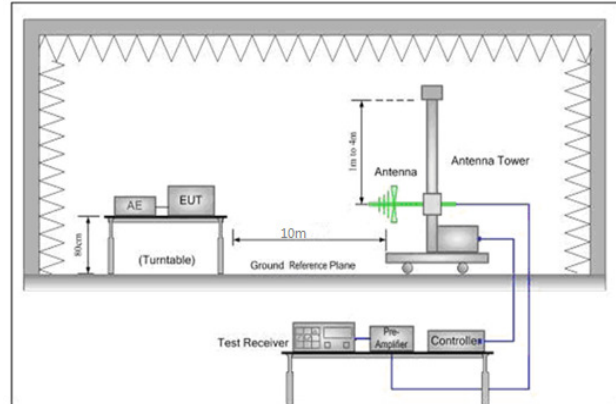 1m to 4m
Antenna
Antenna Tower
AE
EUT
80cm
(Turntable)
10m
Ground Reference Plane
Test Receiver
Pre-
Amplifier
Controller